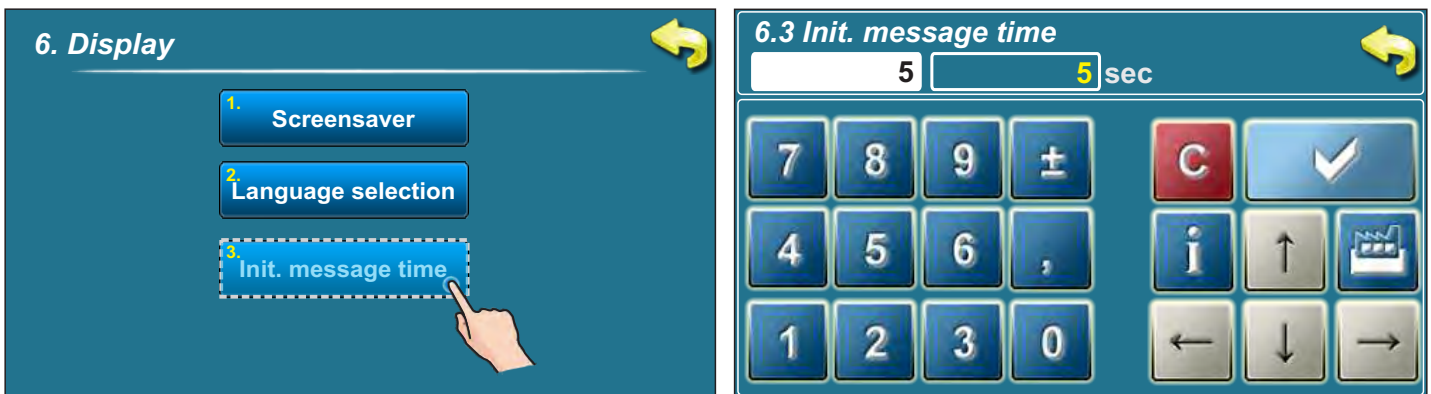 6. Display
1.
Screensaver
2.
Language selection
3.
Init. message time
6.3 Init. message time
5 5 sec
7 8 9 ± C
4 5 6 , i ↑
1 2 3 0 ← ↓ →